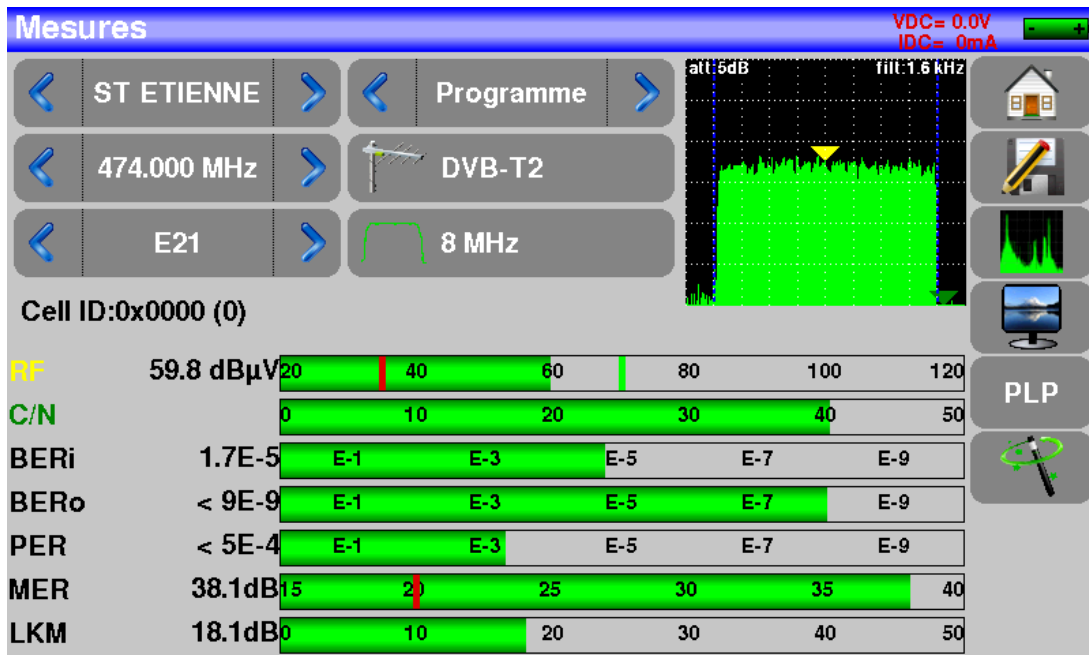 Mesures
VDC= 0.0V
IDC= 0mA
- +
ST ETIENNE
Programme
474.000 MHz
DVB-T2
E21
8 MHz
att:5dB filt:1.6 kHz
Cell ID:0x0000 (0)
PLP
RF 59.8 dBµV 20 40 60 80 100 120
C/N 0 10 20 30 40 50
BERi 1.7E-5 E-1 E-3 E-5 E-7 E-9
BERo < 9E-9 E-1 E-3 E-5 E-7 E-9
PER < 5E-4 E-1 E-3 E-5 E-7 E-9
MER 38.1dB 15 20 25 30 35 40
LKM 18.1dB 0 10 20 30 40 50